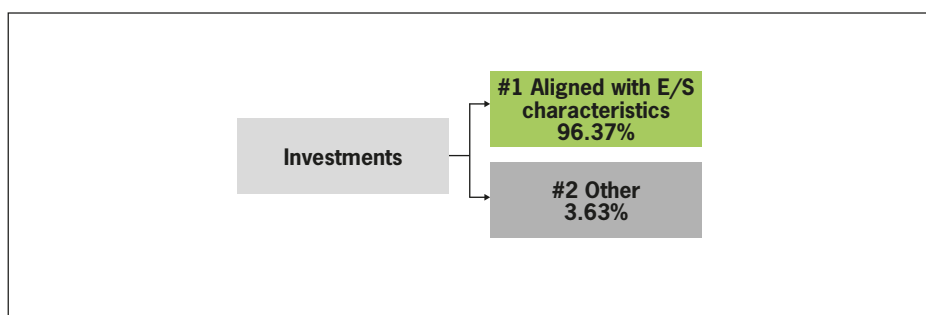 #1 Aligned with E/S
characteristics
96.37%
Investments
#2 Other
3.63%